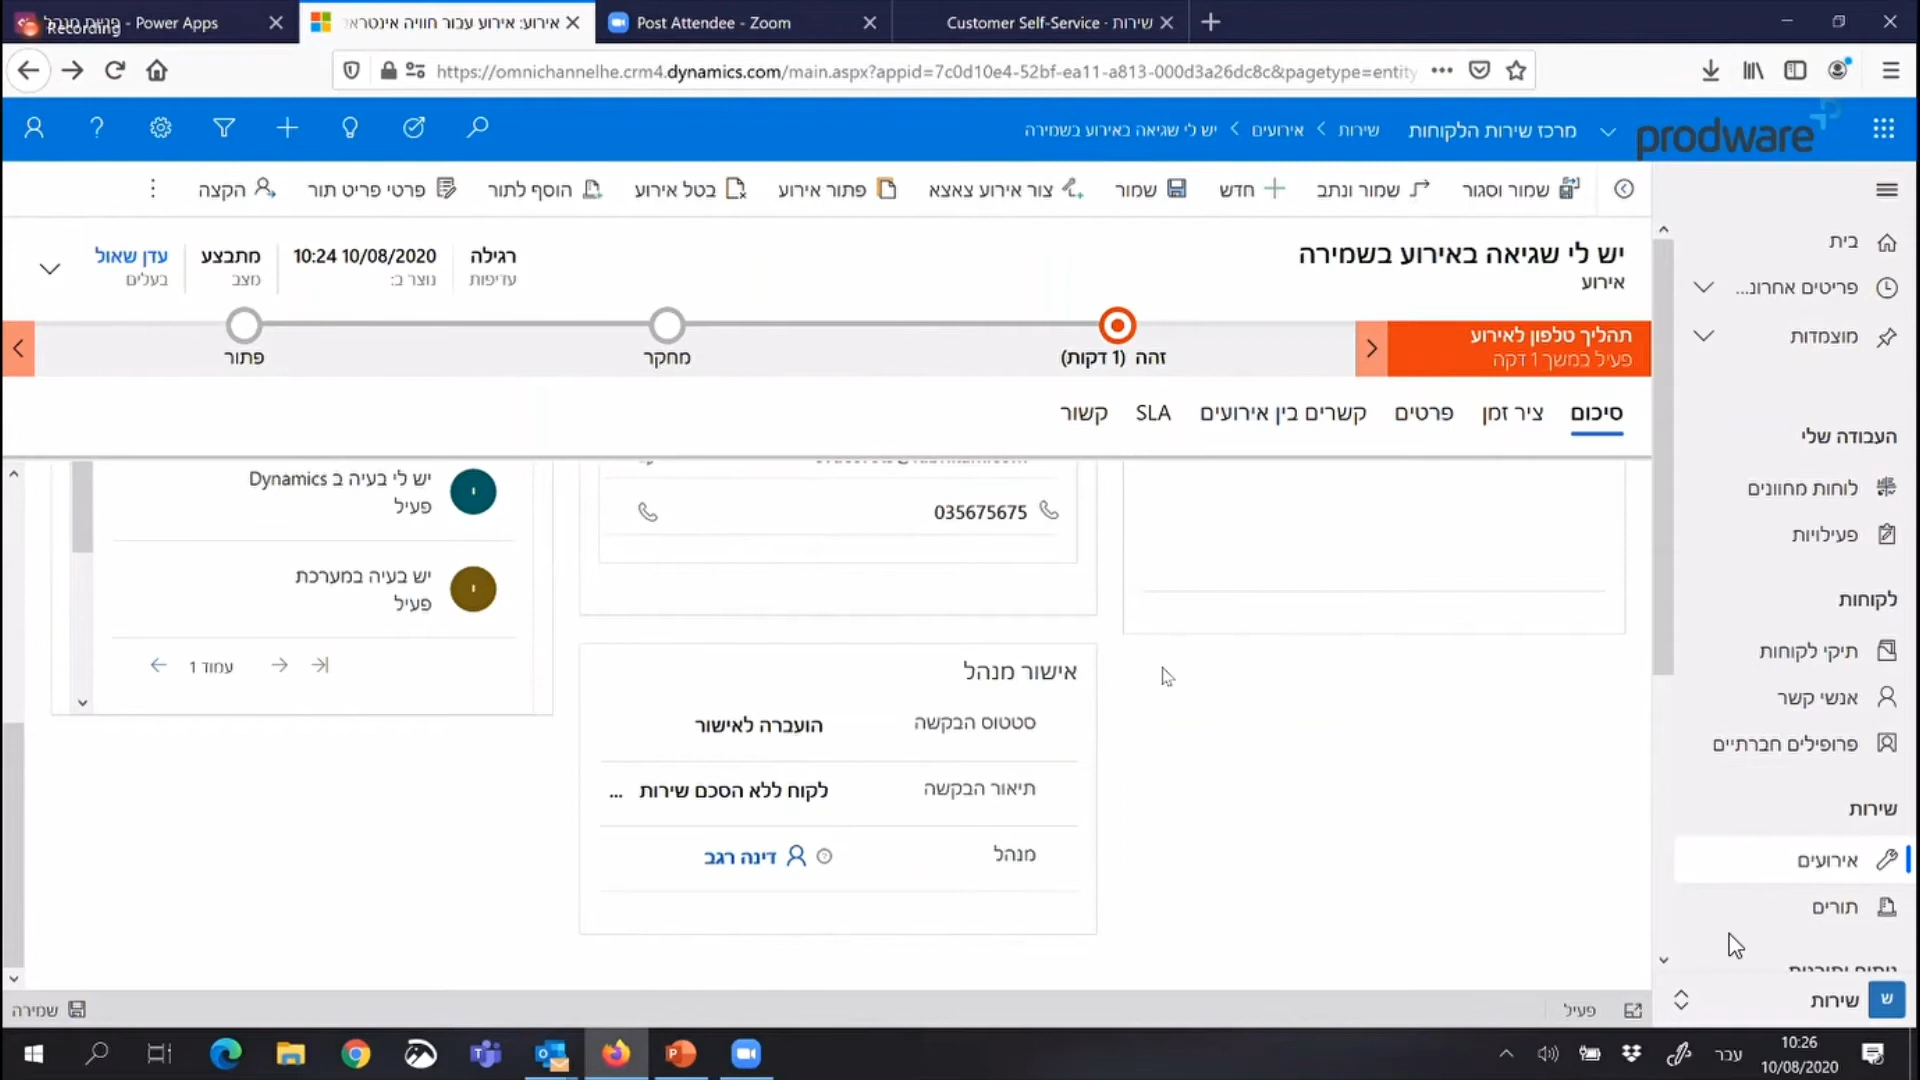 Recording
Power Apps -
אירוע: אירוע עבור חוויה אינטרא
Post Attendee - Zoom
Customer Self-Service · שירות
https://omnichannelhe.crm4.dynamics.com/main.aspx?appid=7c0d10e4-52bf-ea11-a813-000d3a26dc8c&pagetype=entity
prodware
מרכז שירות הלקוחות
שירות > אירועים > יש לי שגיאה באירוע בשמירה
שמור וסגור
שמור ונתב
חדש
שמור
צור אירוע צאצא
פתור אירוע
בטל אירוע
הוסף לתור
פרטי פריט תור
הקצה
יש לי שגיאה באירוע בשמירה
אירוע
רגילה
עדיפות
10/08/2020 10:24
נוצר ב:
מתבצע
מצב
עדן שאול
בעלים
תהליך טלפון לאירוע
פעיל במשך 1 דקה
זהה (1 דקות)
מחקר
פתור
סיכום
ציר זמן
פרטים
קשרים בין אירועים
SLA
קשור
035675675
יש לי בעיה ב Dynamics
פעיל
יש בעיה במערכת
פעיל
עמוד 1
אישור מנהל
סטטוס הבקשה
הועברה לאישור
תיאור הבקשה
לקוח ללא הסכם שירות ...
מנהל
דינה רגב
בית
פריטים אחרונ...
מוצמדות
העבודה שלי
לוחות מחוונים
פעילויות
לקוחות
תיקי לקוחות
אנשי קשר
פרופילים חברתיים
שירות
אירועים
תורים
ש
שירות
פעיל
שמירה
עבר
10:26
10/08/2020